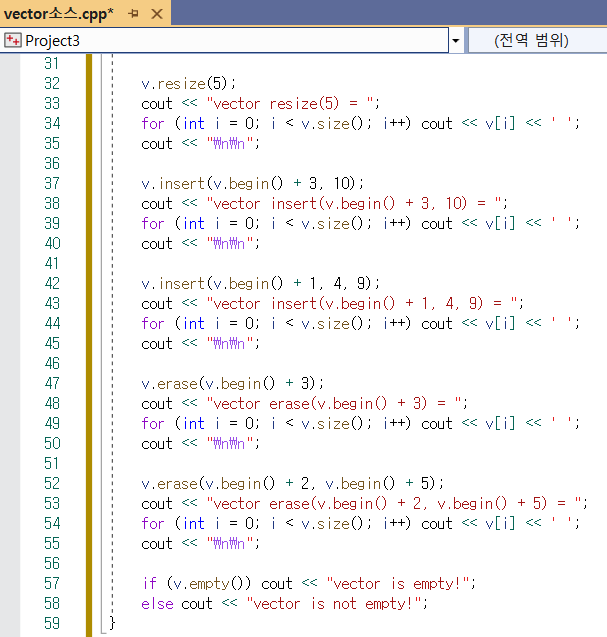 vector소스.cpp*
Project3 (전역 범위)
31
32 v.resize(5);
33 cout << "vector resize(5) = ";
34 for (int i = 0; i < v.size(); i++) cout << v[i] << ' ';
35 cout << "₩n₩n";
36
37 v.insert(v.begin() + 3, 10);
38 cout << "vector insert(v.begin() + 3, 10) = ";
39 for (int i = 0; i < v.size(); i++) cout << v[i] << ' ';
40 cout << "₩n₩n";
41
42 v.insert(v.begin() + 1, 4, 9);
43 cout << "vector insert(v.begin() + 1, 4, 9) = ";
44 for (int i = 0; i < v.size(); i++) cout << v[i] << ' ';
45 cout << "₩n₩n";
46
47 v.erase(v.begin() + 3);
48 cout << "vector erase(v.begin() + 3) = ";
49 for (int i = 0; i < v.size(); i++) cout << v[i] << ' ';
50 cout << "₩n₩n";
51
52 v.erase(v.begin() + 2, v.begin() + 5);
53 cout << "vector erase(v.begin() + 2, v.begin() + 5) = ";
54 for (int i = 0; i < v.size(); i++) cout << v[i] << ' ';
55 cout << "₩n₩n";
56
57 if (v.empty()) cout << "vector is empty!";
58 else cout << "vector is not empty!";
59 }